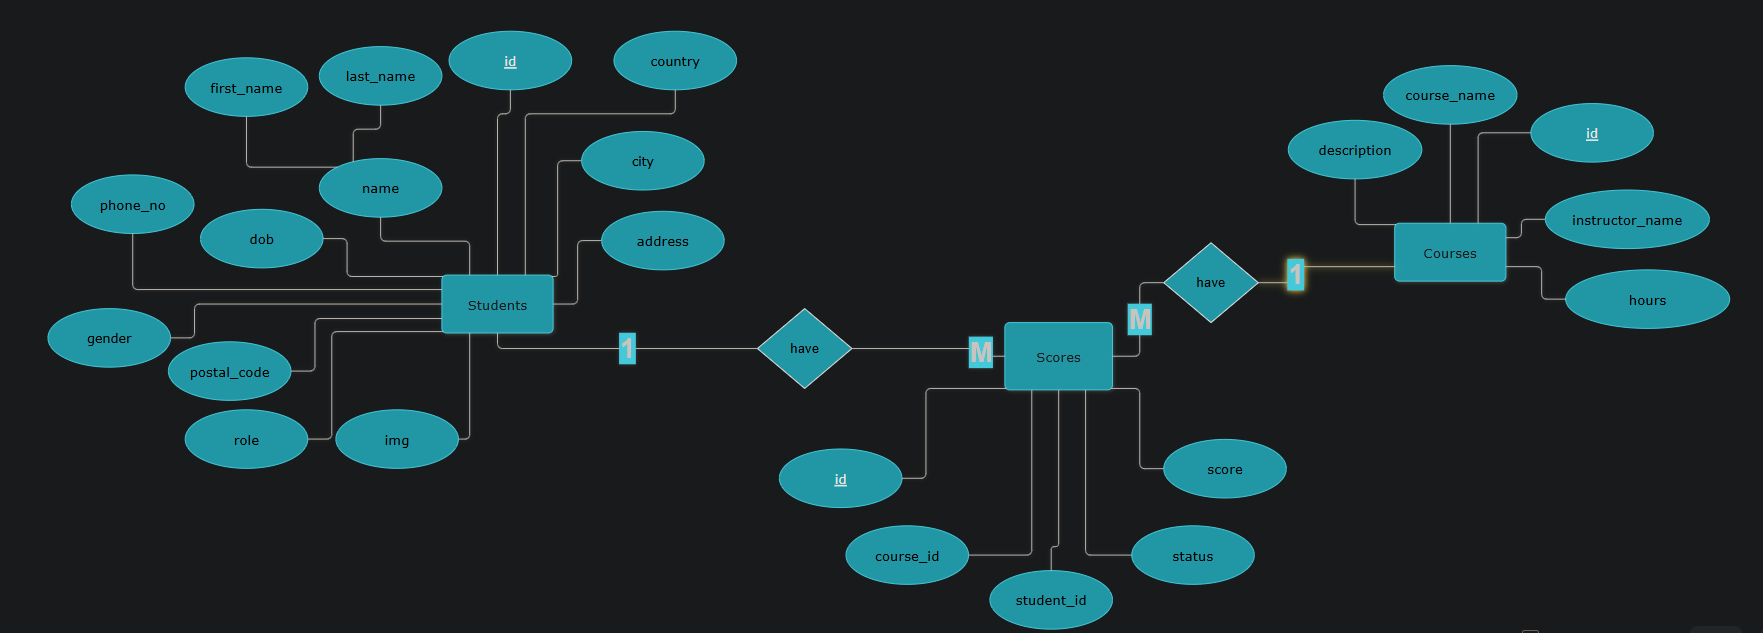 id
country
last_name
first_name
course_name
id
description
city
name
phone_no
instructor_name
dob
address
Courses
have
1
hours
Students
M
gender
1
have
M
Scores
postal_code
role
img
score
id
course_id
status
student_id